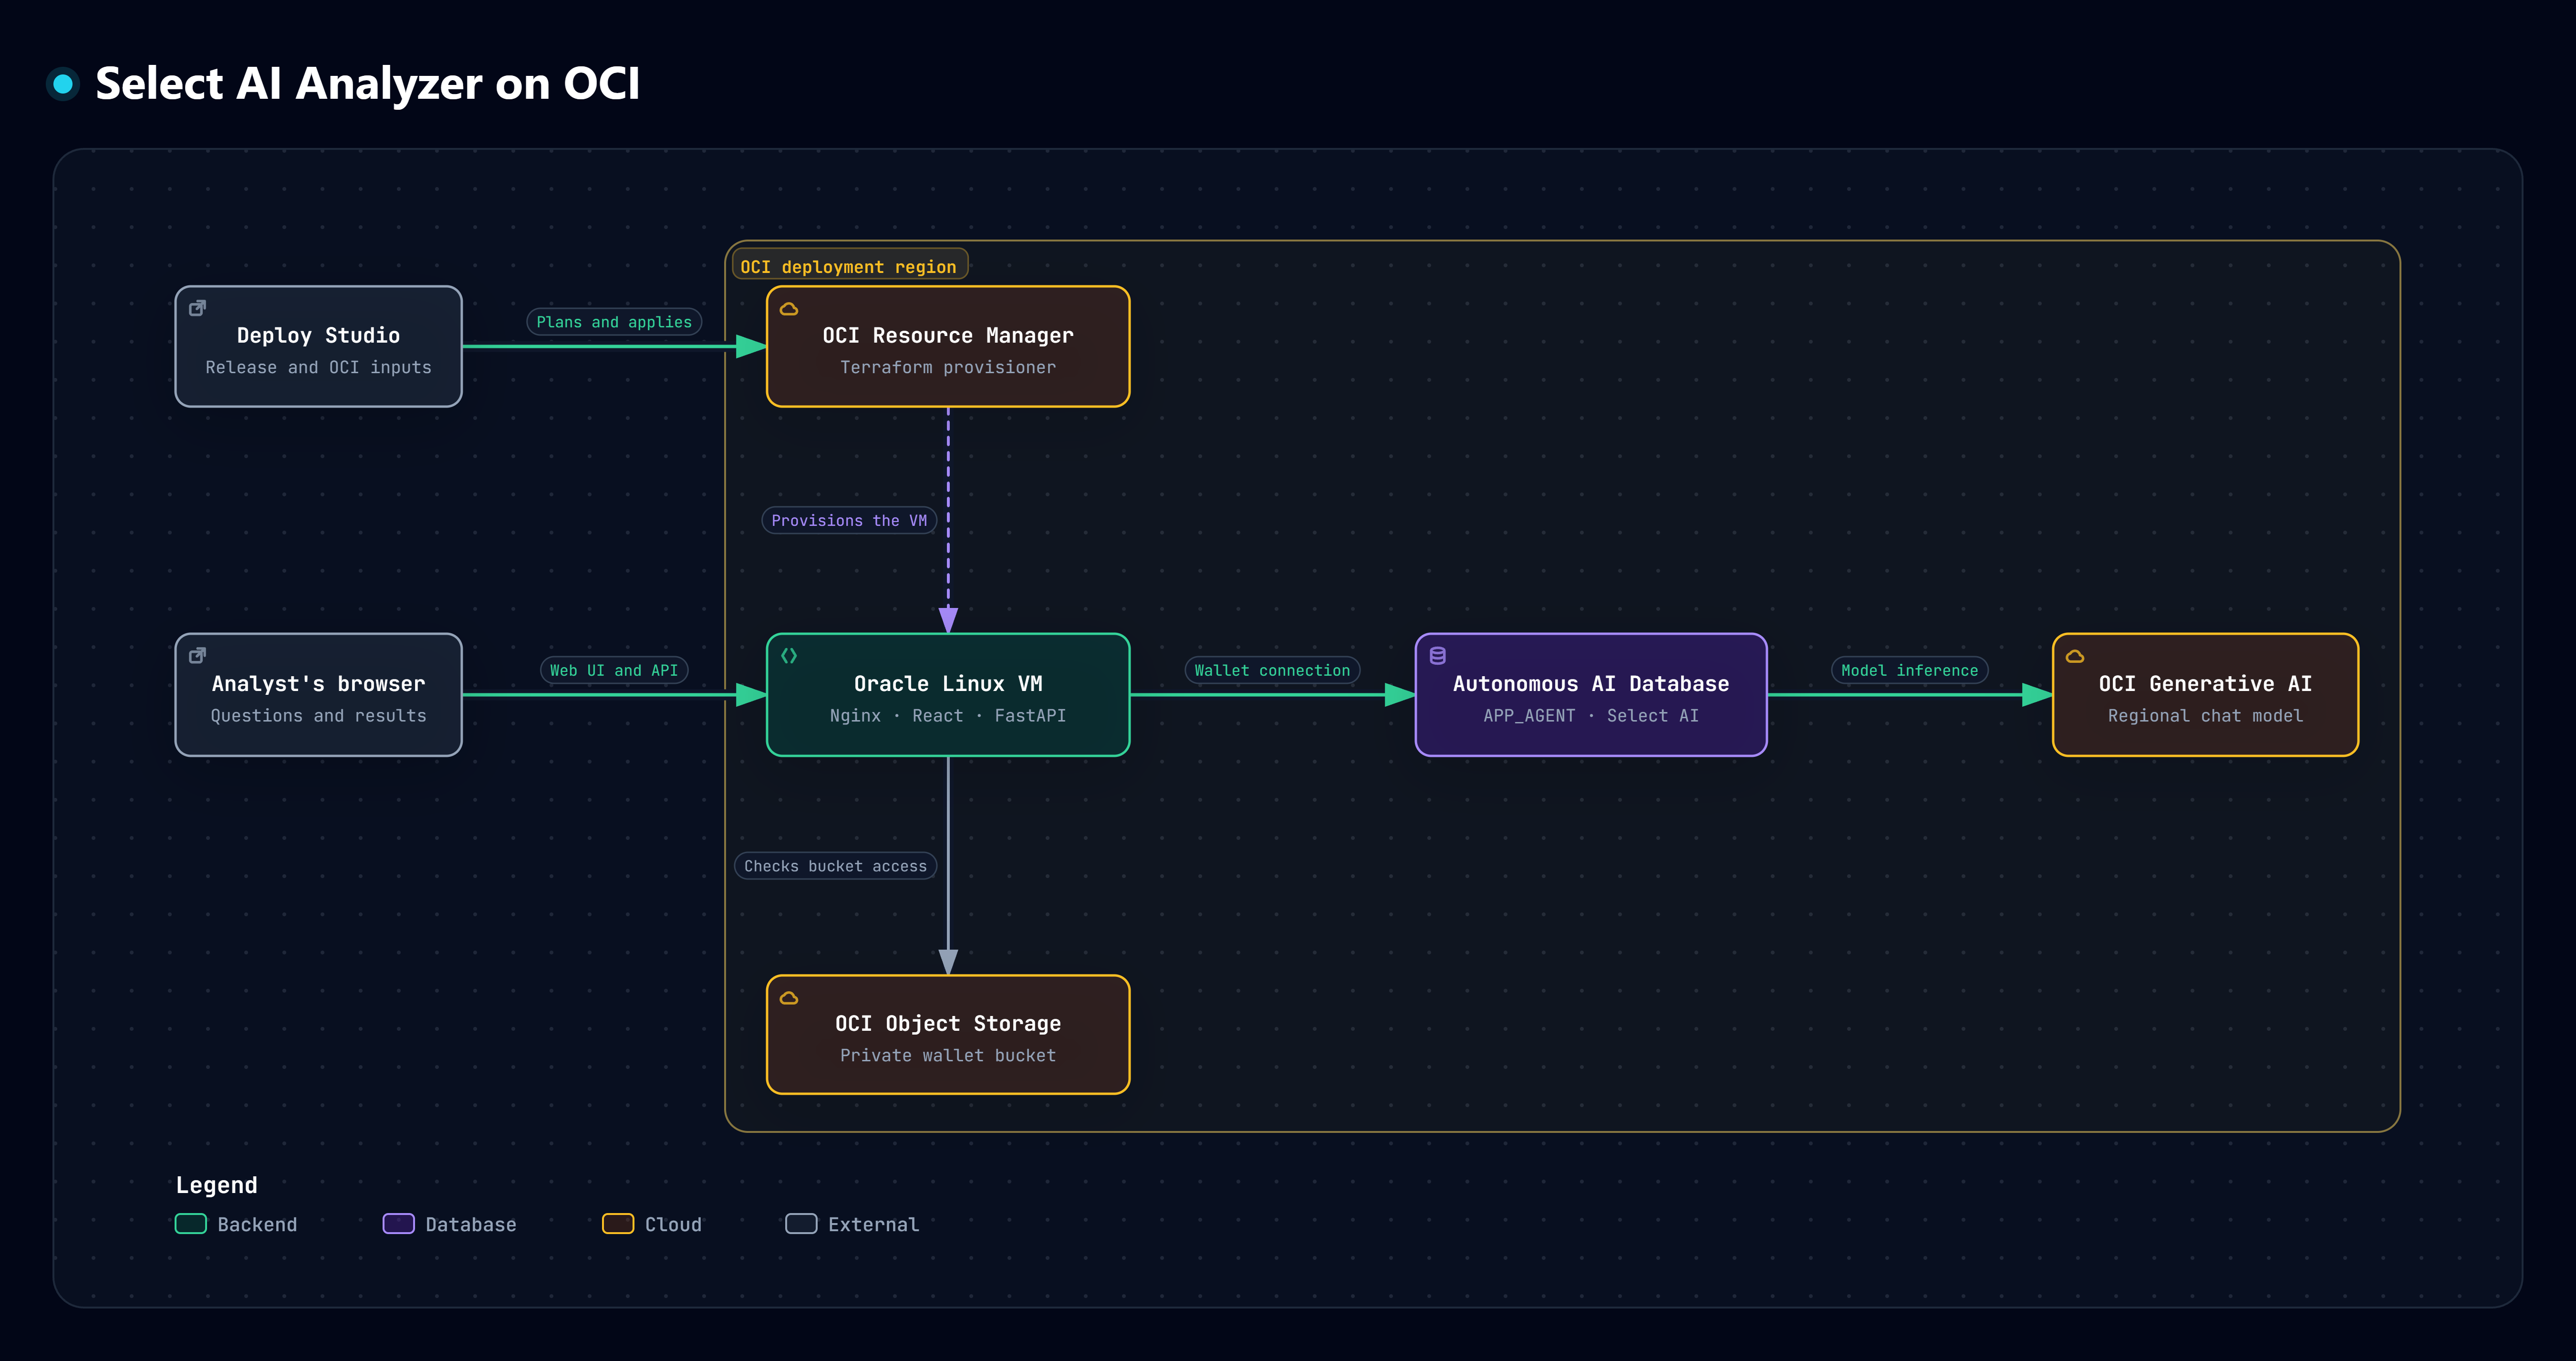 Select AI Analyzer on OCI
OCI deployment region
Deploy Studio
Release and OCI inputs
Plans and applies
OCI Resource Manager
Terraform provisioner
Provisions the VM
Analyst's browser
Questions and results
Web UI and API
Oracle Linux VM
Nginx · React · FastAPI
Wallet connection
Autonomous AI Database
APP_AGENT · Select AI
Model inference
OCI Generative AI
Regional chat model
Checks bucket access
OCI Object Storage
Private wallet bucket
Legend
Backend
Database
Cloud
External